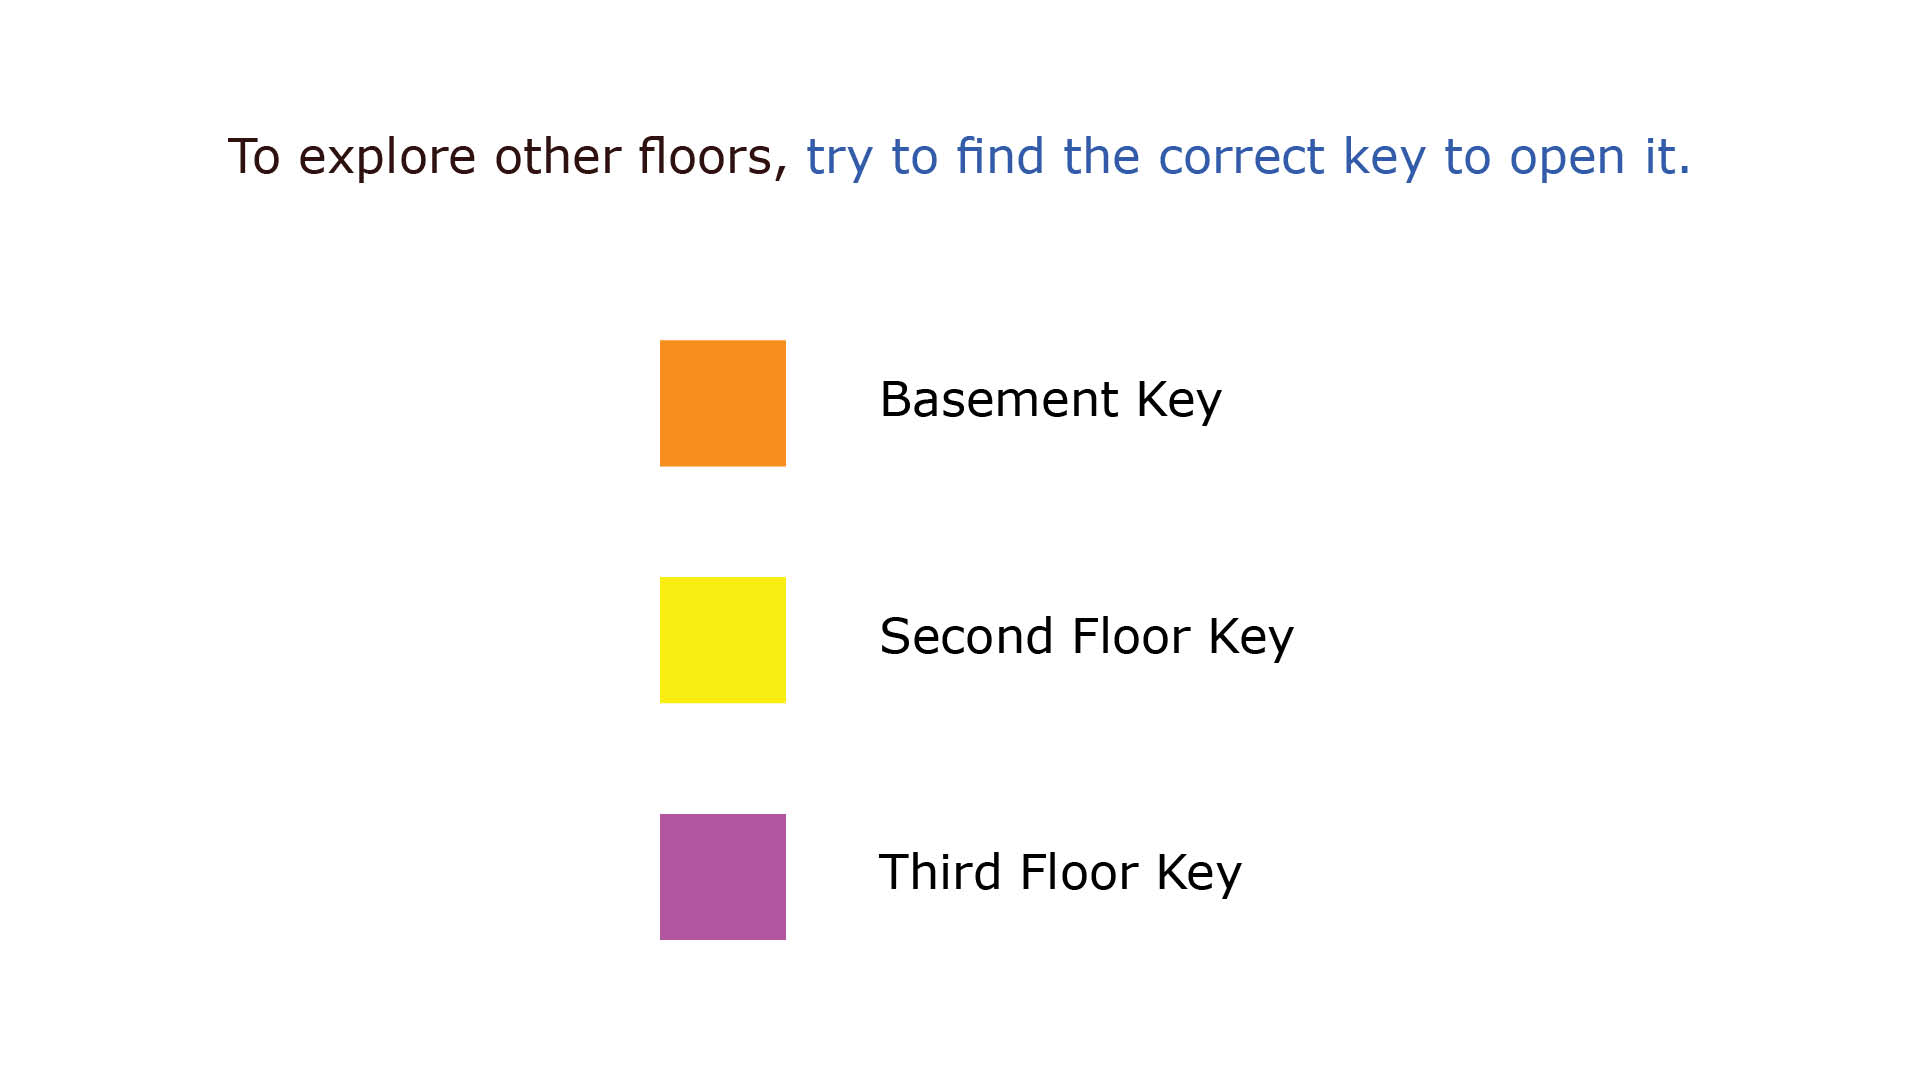 To explore other floors, try to find the correct key to open it.
Basement Key
Second Floor Key
Third Floor Key